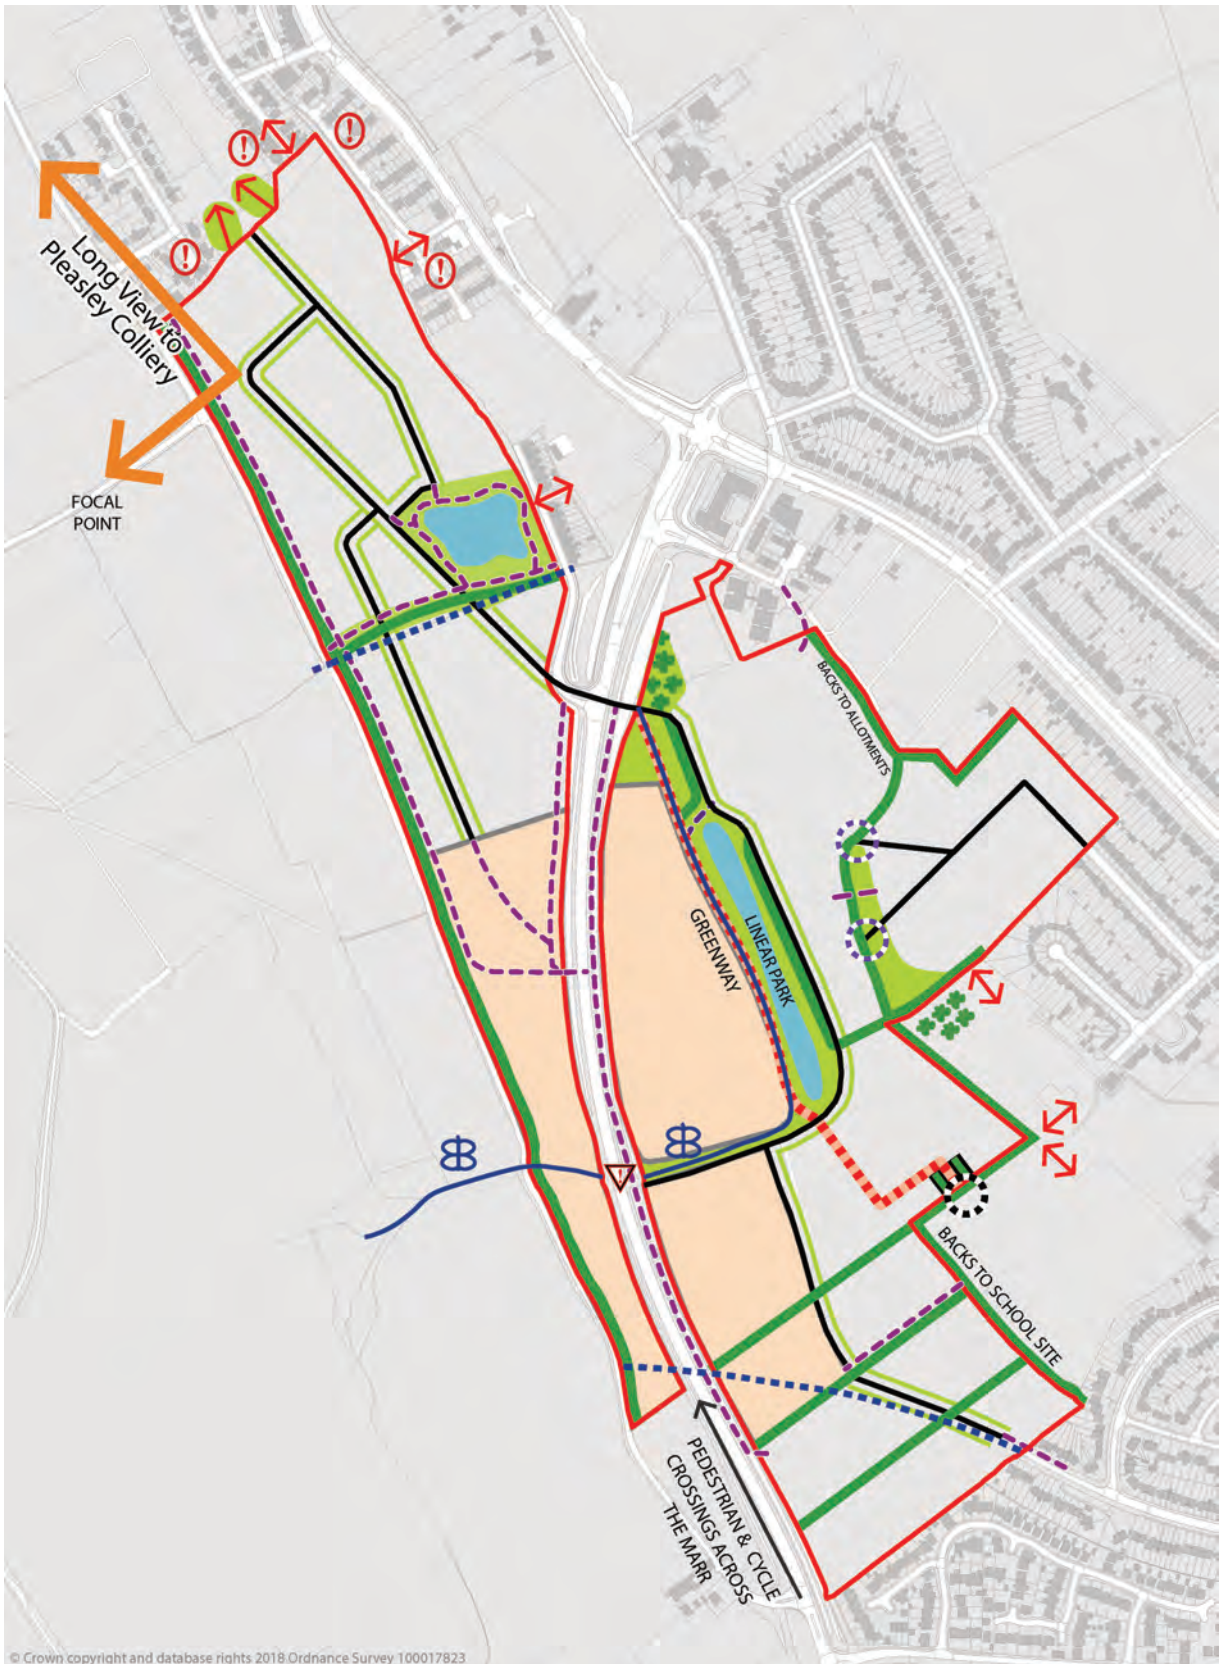 Long View to
Pleasley Colliery
FOCAL
POINT
BACKS TO ALLOTMENTS
GREENWAY
LINEAR PARK
BACKS TO SCHOOL SITE
PEDESTRIAN & CYCLE
CROSSINGS ACROSS
THE MARR
© Crown copyright and database rights 2018 Ordnance Survey 100017823